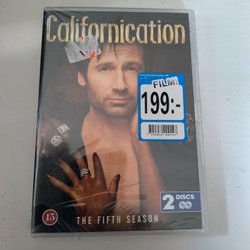 Californication
FILM!
199:-
2 DISCS
15
THE FIFTH SEASON